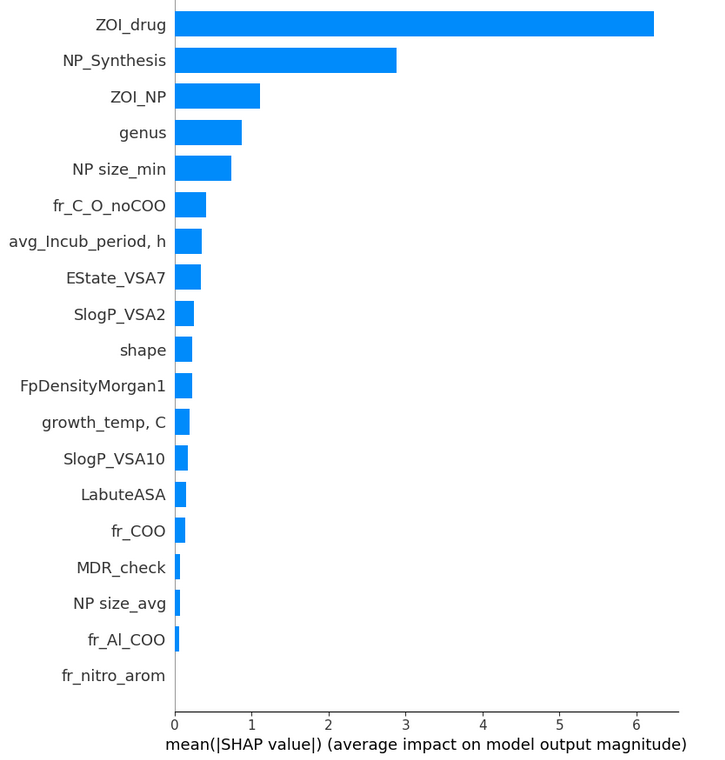 ZOI_drug
NP_Synthesis
ZOI_NP
genus
NP size_min
fr_C_O_noCOO
avg_Incub_period, h
EState_VSA7
SlogP_VSA2
shape
FpDensityMorgan1
growth_temp, C
SlogP_VSA10
LabuteASA
fr_COO
MDR_check
NP size_avg
fr_Al_COO
fr_nitro_arom
0 1 2 3 4 5 6
mean(|SHAP value|) (average impact on model output magnitude)